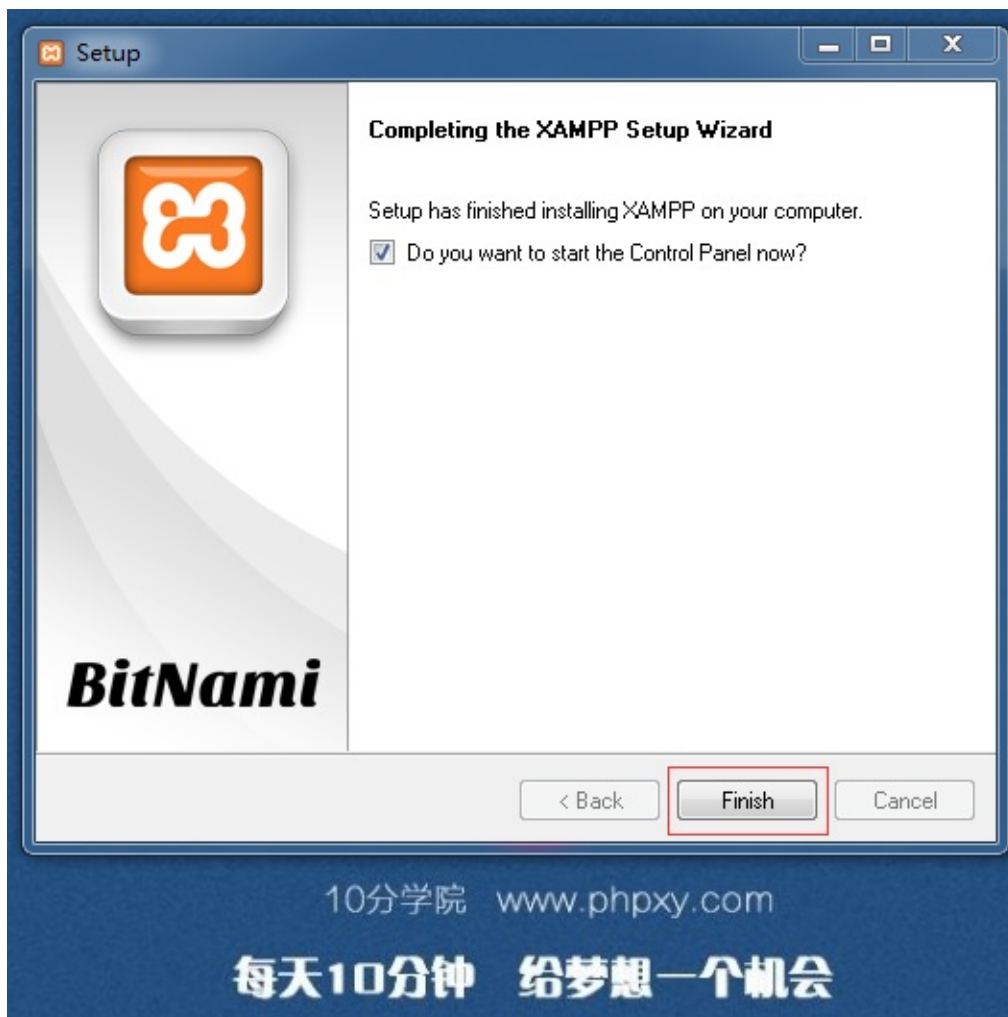 Setup
Completing the XAMPP Setup Wizard
Setup has finished installing XAMPP on your computer.
Do you want to start the Control Panel now?
BitNami
< Back
Finish
Cancel
10分学院 www.phpxy.com
每天10分钟 给梦想一个机会